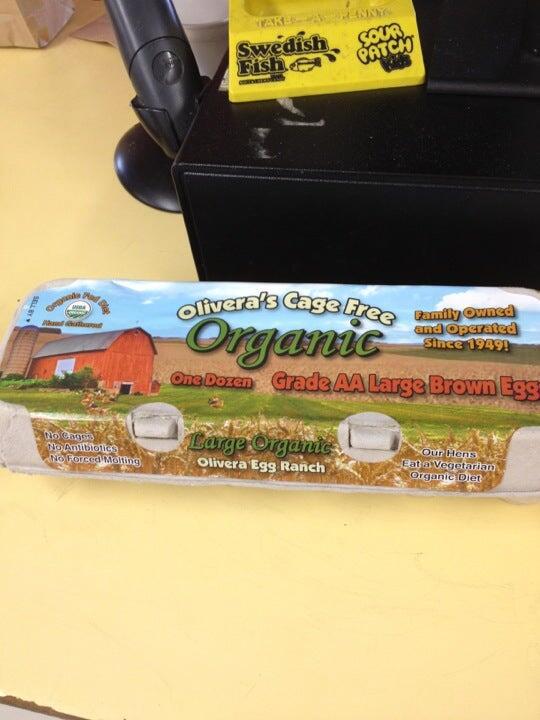 TAKE A PENNY
Swedish
Fish
SOUR
PATCH
KIDS
SELL BY
Organic Fed Diet
USDA
ORGANIC
Hand Gathered
Olivera's Cage Free
Organic
Family Owned
and Operated
Since 1949!
One Dozen Grade AA Large Brown Egg
No Cages
No Antibiotics
No Forced Molting
Large Organic
Olivera Egg Ranch
Our Hens
Eat a Vegetarian
Organic Diet